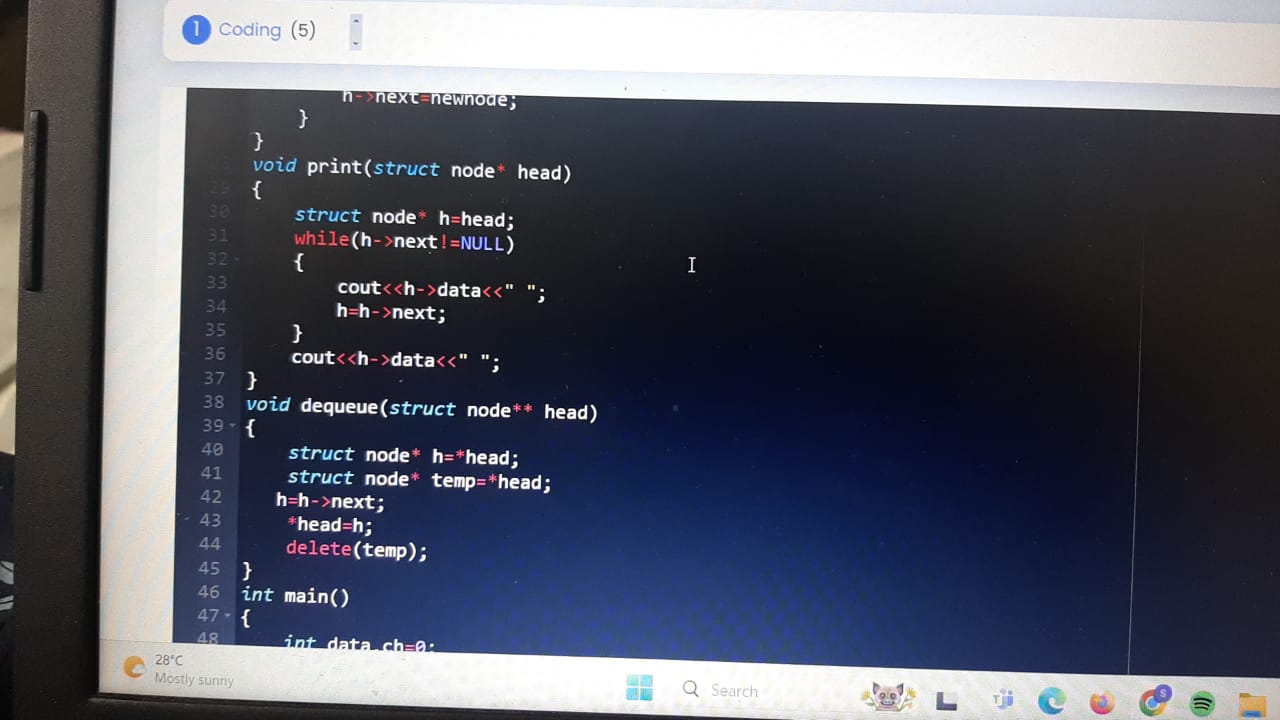 1 Coding (5)
h->next=newnode;
}
}
void print(struct node* head)
29 {
30 struct node* h=head;
31 while(h->next!=NULL)
32 {
33 cout<<h->data<<" ";
34 h=h->next;
35 }
36 cout<<h->data<<" ";
37 }
38 void dequeue(struct node** head)
39 {
40 struct node* h=*head;
41 struct node* temp=*head;
42 h=h->next;
43 *head=h;
44 delete(temp);
45 }
46 int main()
47 {
48 int data,ch=0;
28°C
Mostly sunny
Search
S